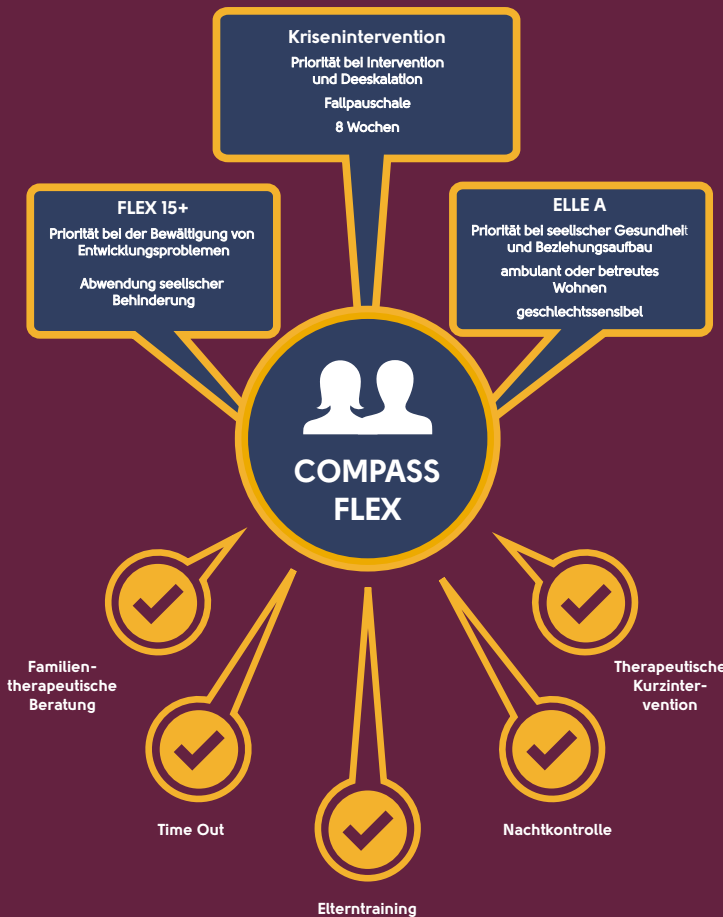 Krisenintervention
Priorität bei Intervention
und Deeskalation
Fallpauschale
8 Wochen
FLEX 15+
Priorität bei der Bewältigung von
Entwicklungsproblemen
Abwendung seelischer
Behinderung
ELLE A
Priorität bei seelischer Gesundheit
und Beziehungsaufbau
ambulant oder betreutes
Wohnen
geschlechtssensibel
COMPASS
FLEX
Familien-
therapeutische
Beratung
Time Out
Elterntraining
Nachtkontrolle
Therapeutische
Kurzinter-
vention